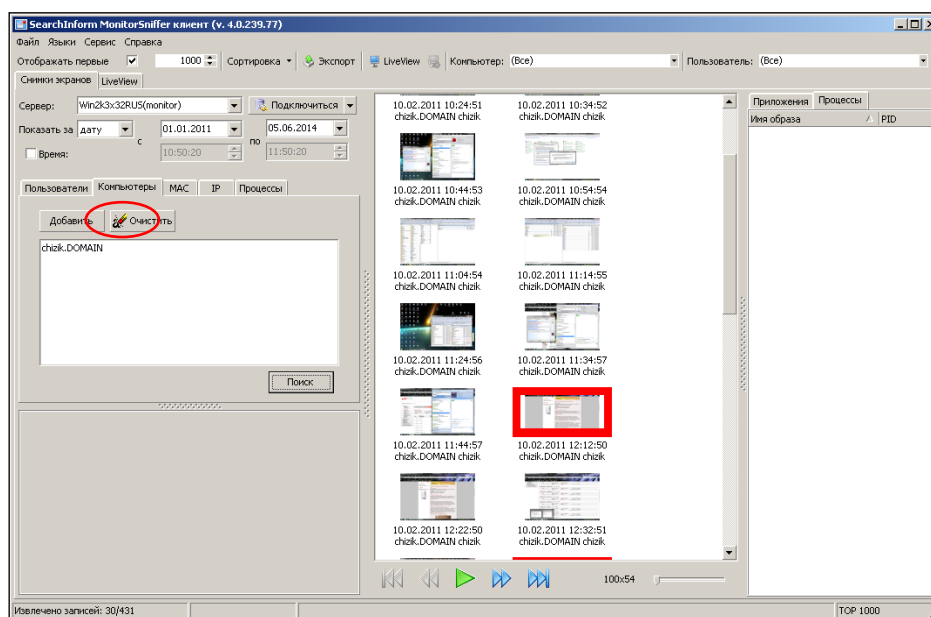 SearchInform MonitorSniffer клиент (v. 4.0.239.77)
Файл Языки Сервис Справка
Отображать первые 1000 Сортировка Экспорт LiveView Компьютер: (Все) Пользователь: (Все)
Снимки экранов LiveView
Сервер: Win2k3x32RUS(monitor) Подключиться
Показать за дату с 01.01.2011 по 05.06.2014
Время: 10:50:20 11:50:20
Пользователи Компьютеры MAC IP Процессы
Добавить Очистить
chizik.DOMAIN
Поиск
10.02.2011 10:24:51 10.02.2011 10:34:52
chizik.DOMAIN chizik chizik.DOMAIN chizik
10.02.2011 10:44:53 10.02.2011 10:54:54
chizik.DOMAIN chizik chizik.DOMAIN chizik
10.02.2011 11:04:54 10.02.2011 11:14:55
chizik.DOMAIN chizik chizik.DOMAIN chizik
10.02.2011 11:24:56 10.02.2011 11:34:57
chizik.DOMAIN chizik chizik.DOMAIN chizik
10.02.2011 11:44:57 10.02.2011 12:12:50
chizik.DOMAIN chizik chizik.DOMAIN chizik
10.02.2011 12:22:50 10.02.2011 12:32:51
chizik.DOMAIN chizik chizik.DOMAIN chizik
100x54
Приложения Процессы
Имя образа PID
Извлечено записей: 30/431 TOP 1000